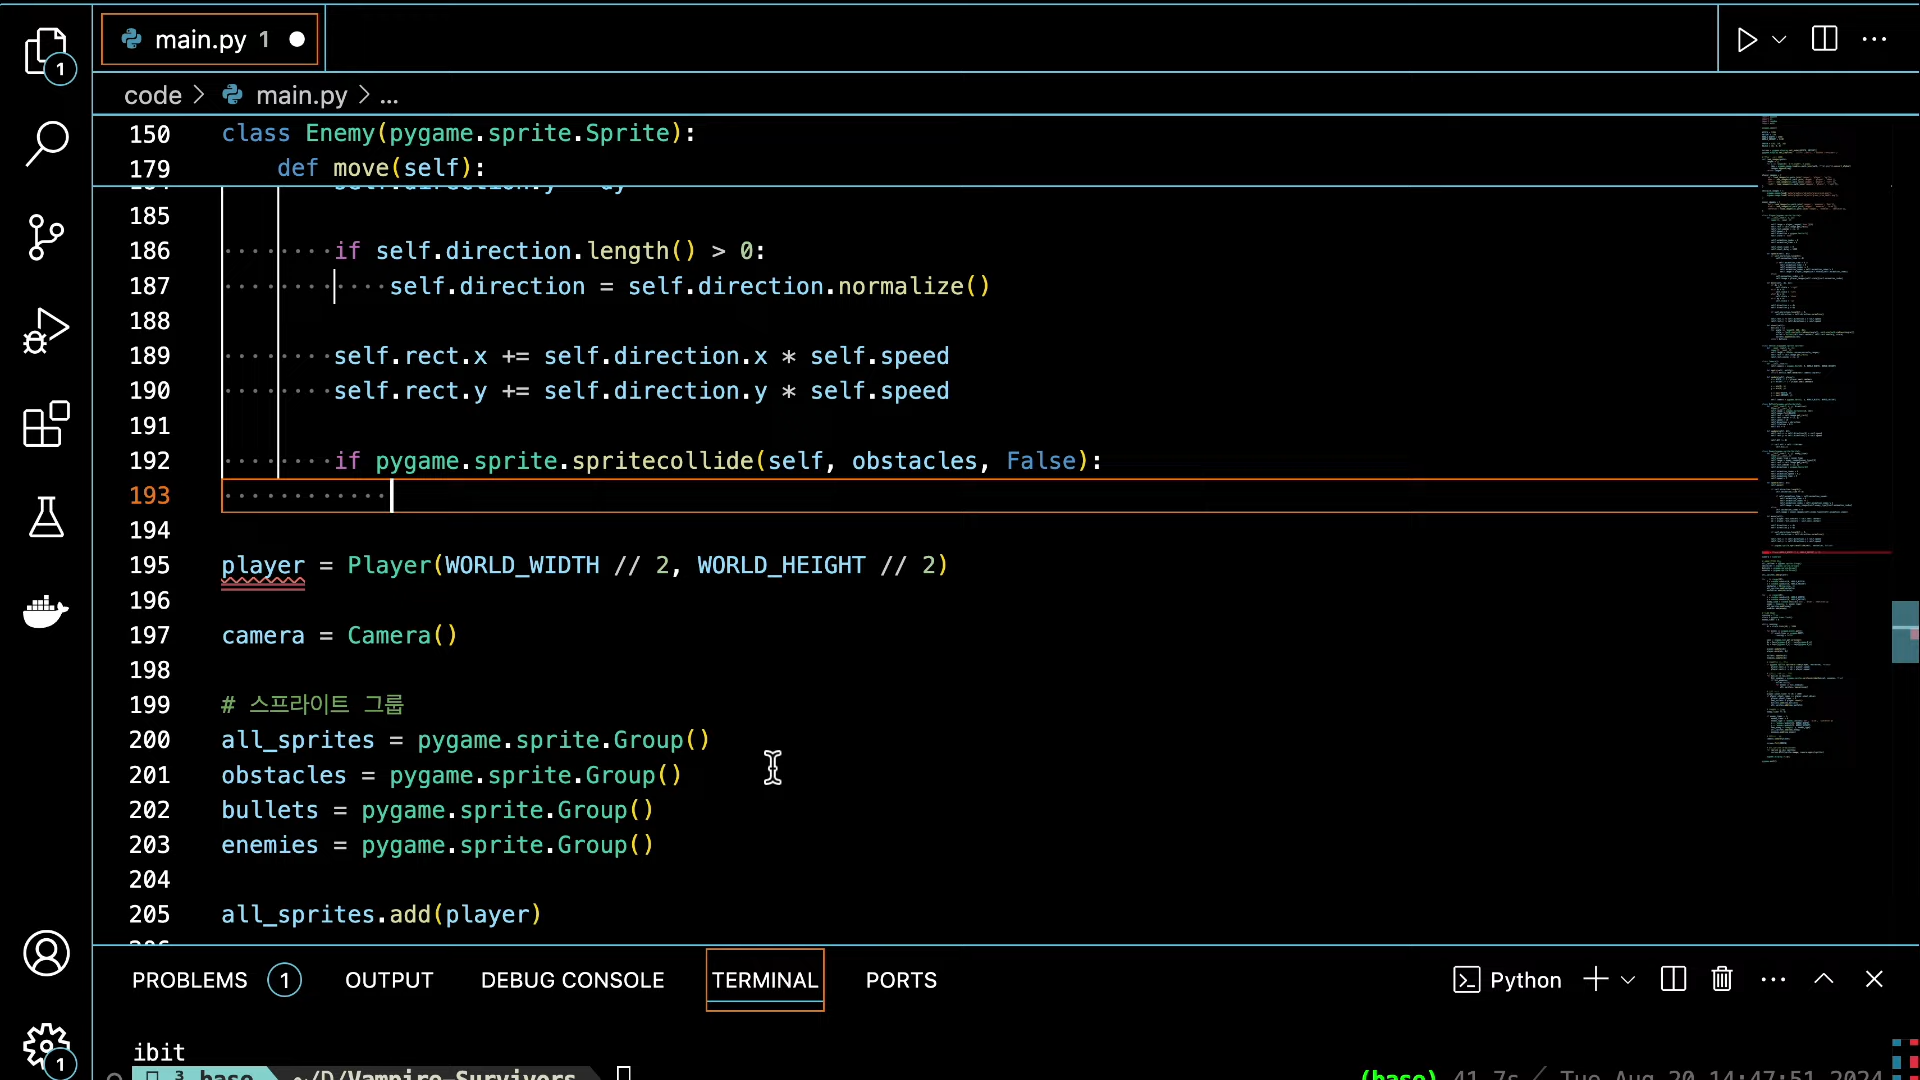 main.py 1
1
code > main.py > ...
150 class Enemy(pygame.sprite.Sprite):
179 def move(self):
185
186 if self.direction.length() > 0:
187 self.direction = self.direction.normalize()
188
189 self.rect.x += self.direction.x * self.speed
190 self.rect.y += self.direction.y * self.speed
191
192 if pygame.sprite.spritecollide(self, obstacles, False):
193
194
195 player = Player(WORLD_WIDTH // 2, WORLD_HEIGHT // 2)
196
197 camera = Camera()
198
199 # 스프라이트 그룹
200 all_sprites = pygame.sprite.Group()
201 obstacles = pygame.sprite.Group()
202 bullets = pygame.sprite.Group()
203 enemies = pygame.sprite.Group()
204
205 all_sprites.add(player)
PROBLEMS 1 OUTPUT DEBUG CONSOLE TERMINAL PORTS Python
ibit
1
3 base ~/D/Vampire-Survivors (base) 41.7s / Tue Aug 20 14:47:51 2024